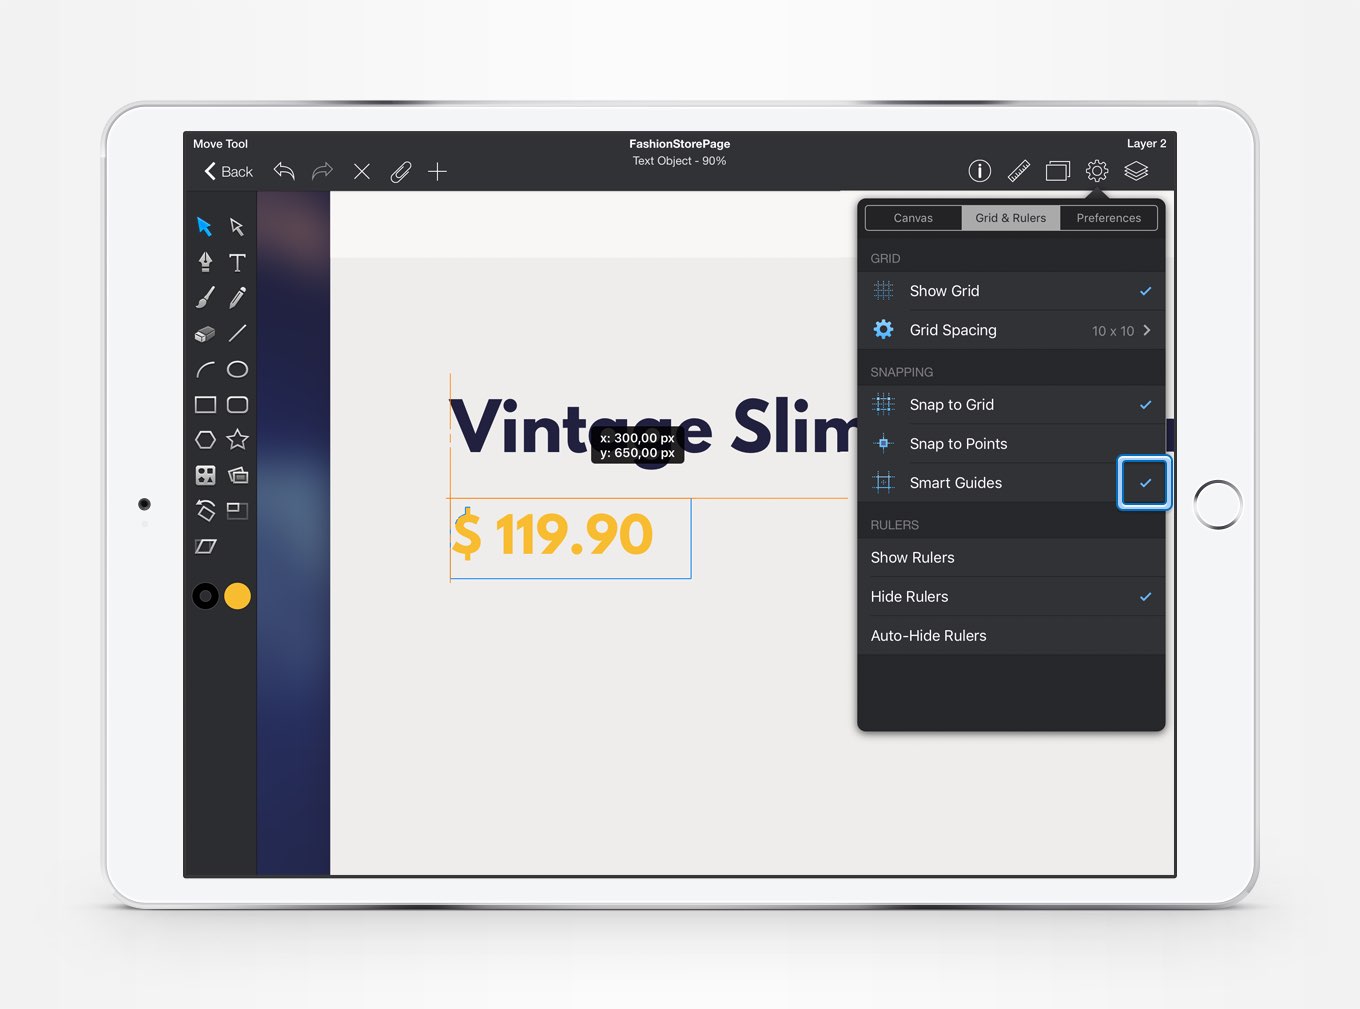 Move Tool
FashionStorePage
Layer 2
Back
Text Object - 90%
Canvas
Grid & Rulers
Preferences
GRID
Show Grid
Grid Spacing
10 x 10
SNAPPING
Snap to Grid
Snap to Points
Smart Guides
RULERS
Show Rulers
Hide Rulers
Auto-Hide Rulers
Vintage Slim
x: 300,00 px
y: 650,00 px
$ 119.90